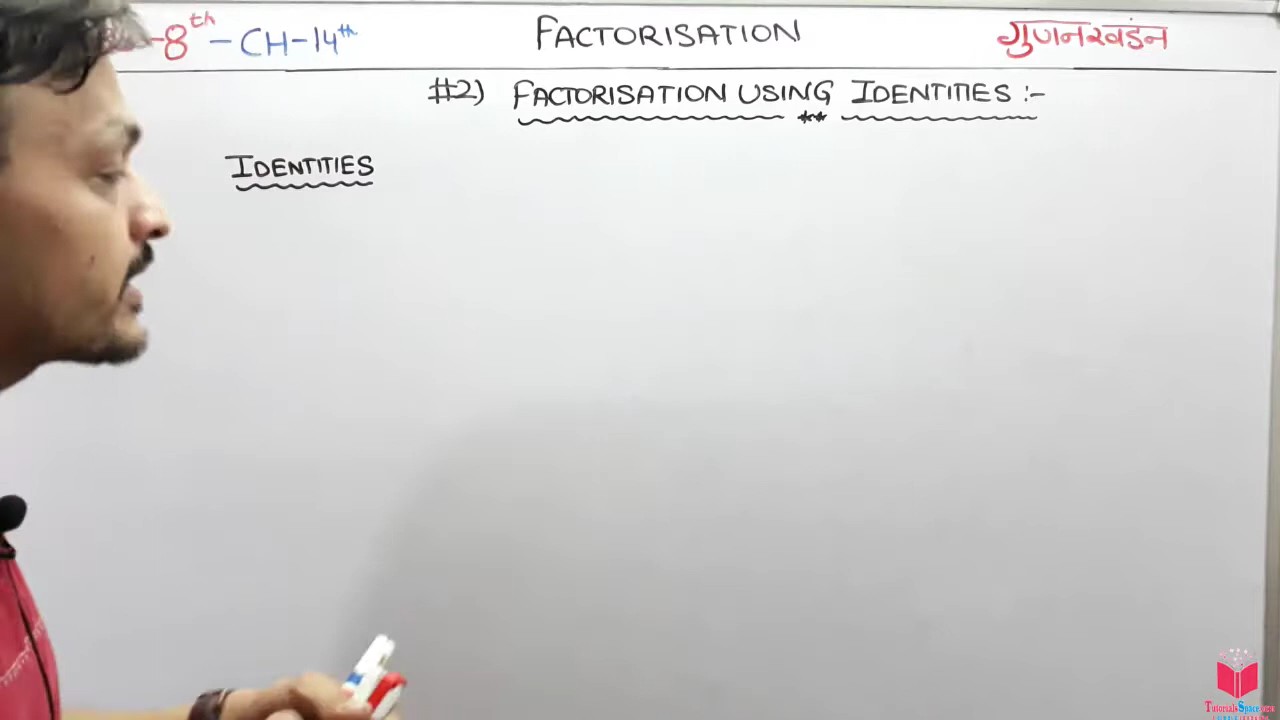 -8th - CH-14th
FACTORISATION
गुणनखंडन
#2) FACTORISATION USING IDENTITIES :-
IDENTITIES